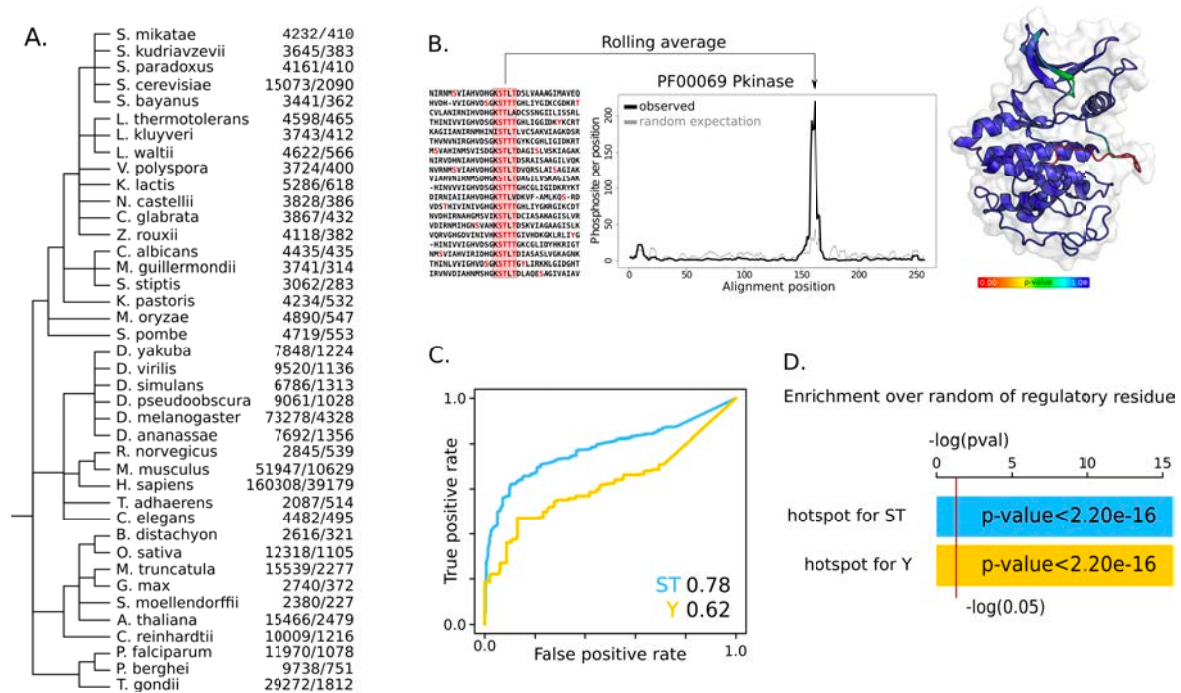 A.
S. mikatae 4232/410
S. kudriavzevii 3645/383
S. paradoxus 4161/410
S. cerevisiae 15073/2090
S. bayanus 3441/362
L. thermotolerans 4598/465
L. kluyveri 3743/412
L. waltii 4622/566
V. polyspora 3724/400
K. lactis 5286/618
N. castellii 3828/386
C. glabrata 3867/432
Z. rouxii 4118/382
C. albicans 4435/435
M. guillermondii 3741/314
S. stiptis 3062/283
K. pastoris 4234/532
M. oryzae 4890/547
S. pombe 4719/553
D. yakuba 7848/1224
D. virilis 9520/1136
D. simulans 6786/1313
D. pseudoobscura 9061/1028
D. melanogaster 73278/4328
D. ananassae 7692/1356
R. norvegicus 2845/539
M. musculus 51947/10629
H. sapiens 160308/39179
T. adhaerens 2087/514
C. elegans 4482/495
B. distachyon 2616/321
O. sativa 12318/1105
M. truncatula 15539/2277
G. max 2740/372
S. moellendorffii 2380/227
A. thaliana 15466/2479
C. reinhardtii 10009/1216
P. falciparum 11970/1078
P. berghei 9738/751
T. gondii 29272/1812
B.
Rolling average
PF00069 Pkinase
observed
random expectation
Phosphosite per position
0 50 100 150 200
0 50 100 150 200 250
Alignment position
0.00 p-value
C.
1.0
0.0
True positive rate
ST 0.78
Y 0.62
0.0 1.0
False positive rate
D.
Enrichment over random of regulatory residue
-log(pval)
0 5 10 15
hotspot for ST p-value<2.20e-16
hotspot for Y p-value<2.20e-16
-log(0.05)